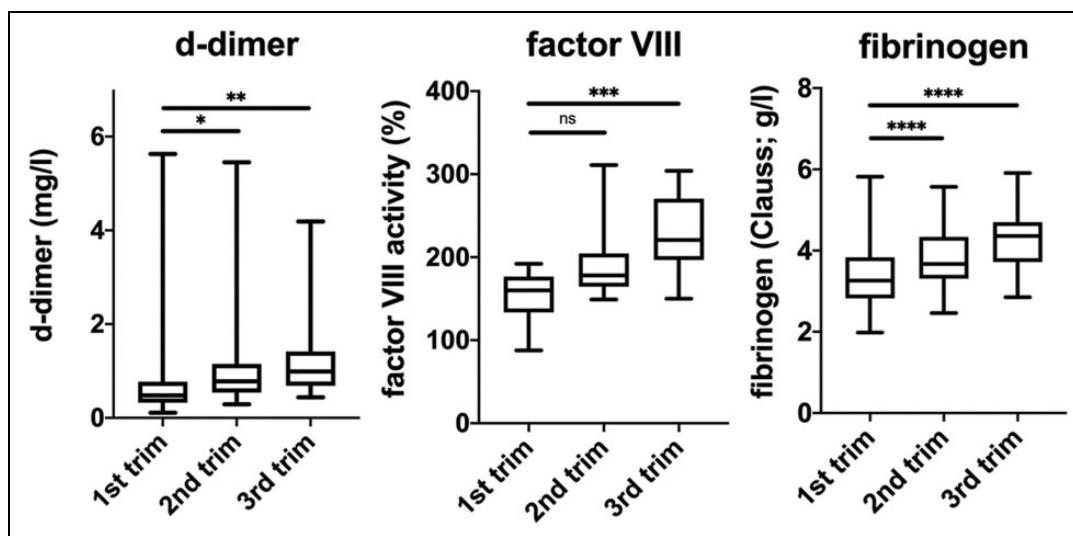 d-dimer
**
*
d-dimer (mg/l)
6
4
2
0
1st trim
2nd trim
3rd trim
factor VIII
***
ns
factor VIII activity (%)
400
300
200
100
0
1st trim
2nd trim
3rd trim
fibrinogen
****
****
fibrinogen (Clauss; g/l)
8
6
4
2
0
1st trim
2nd trim
3rd trim